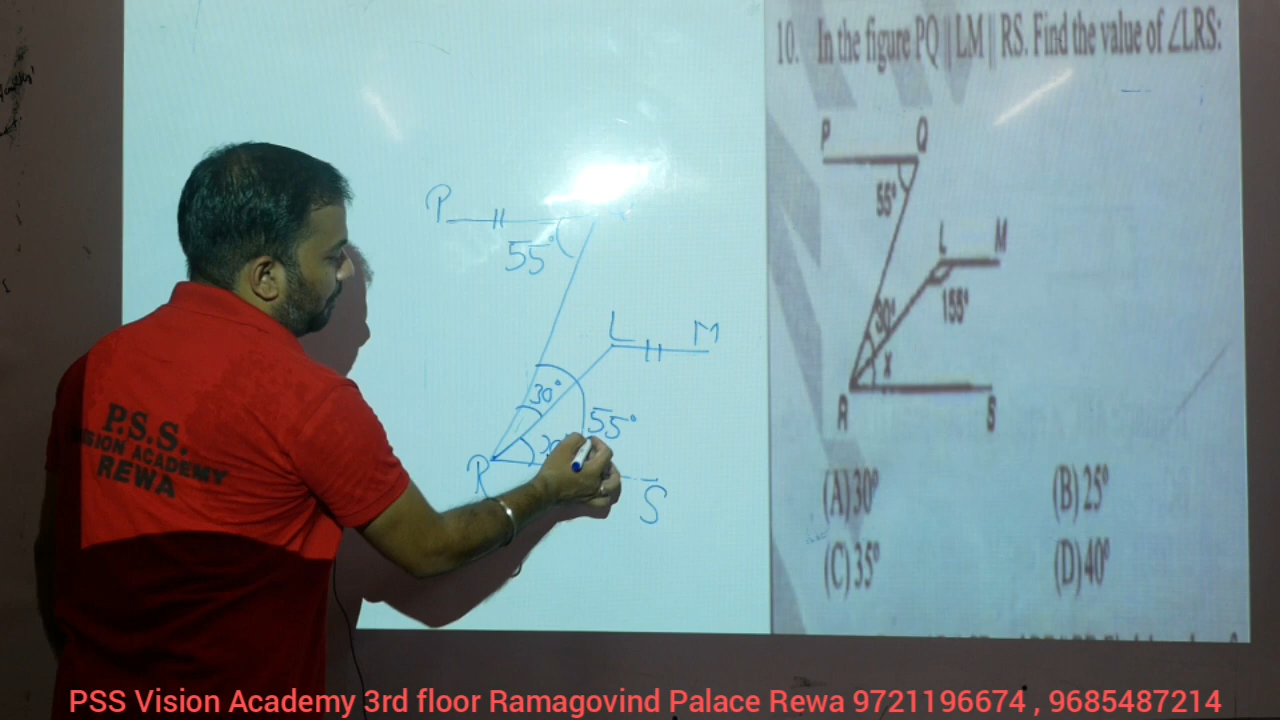 10. In the figure PQ || LM || RS. Find the value of ∠LRS:
P Q
55°
L M
155°
30°
x
R S
(A) 30° (B) 25°
(C) 35° (D) 40°
P
55°
L M
30°
55°
R
S
P.S.S.
VISION ACADEMY
REWA
PSS Vision Academy 3rd floor Ramagovind Palace Rewa 9721196674 , 9685487214